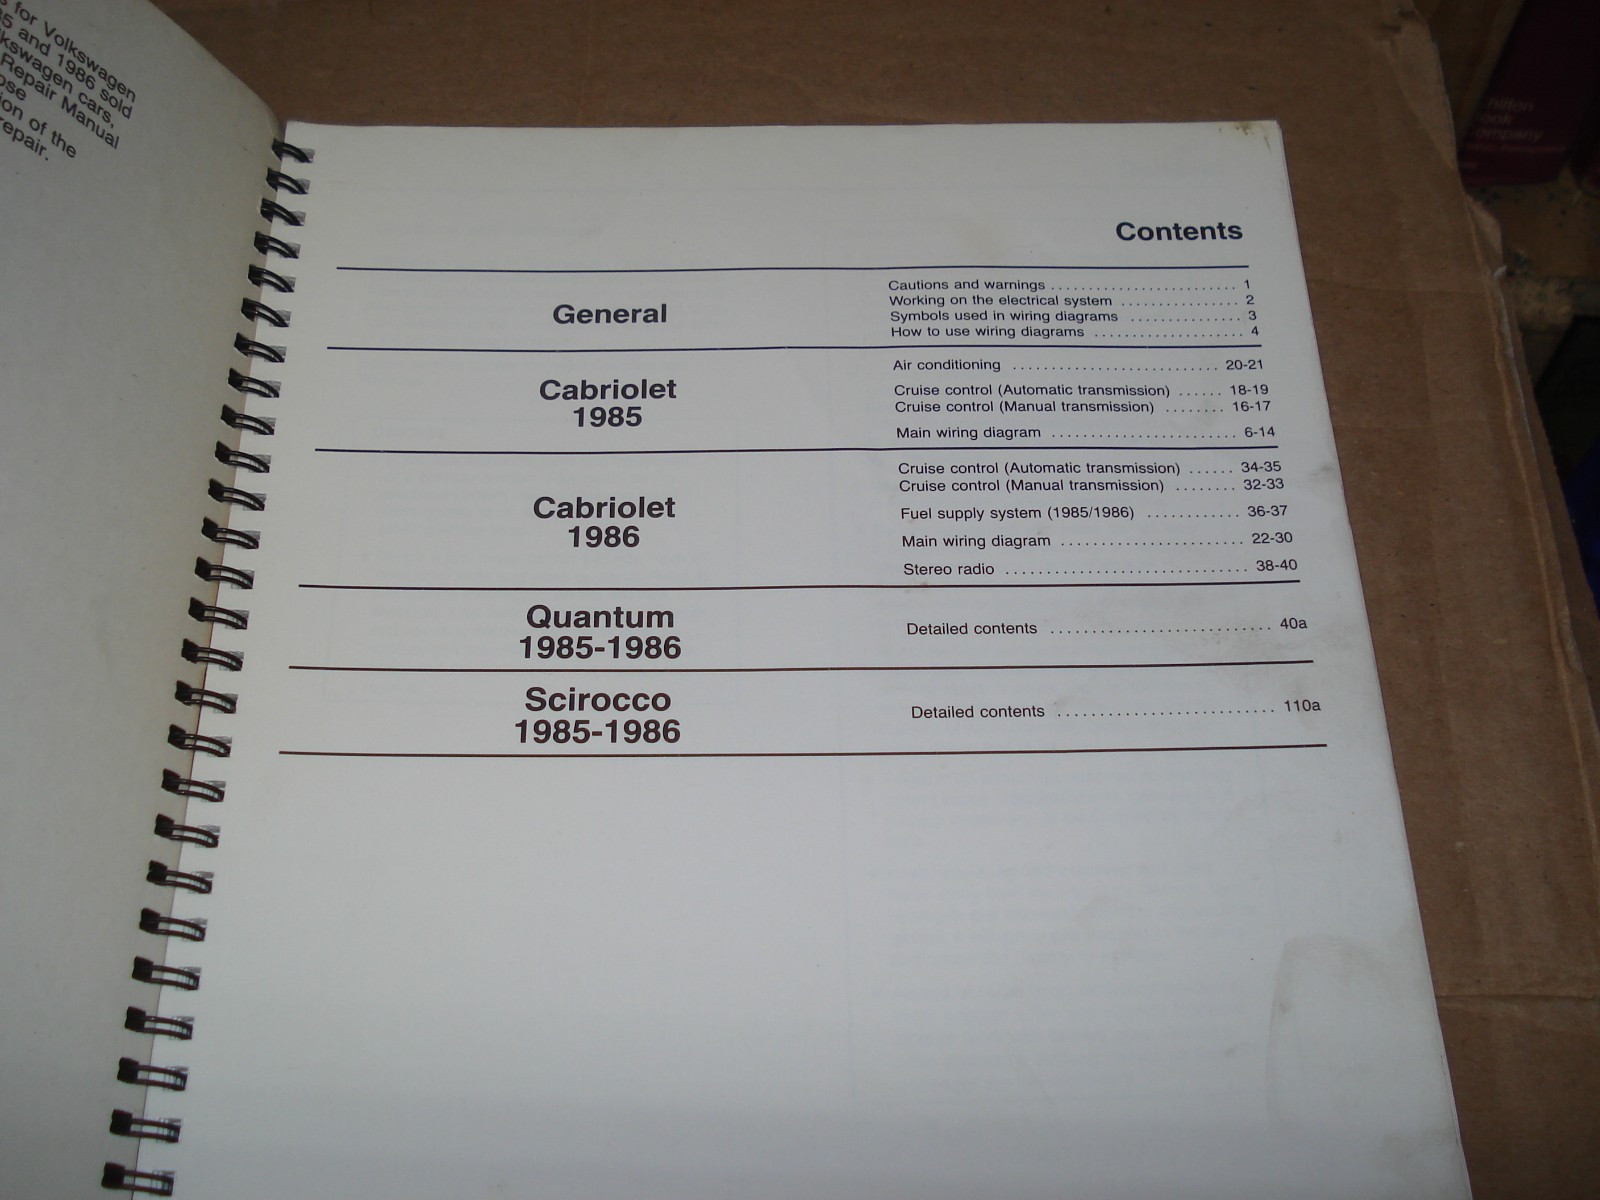 for Volkswagen
85 and 1986 sold
Volkswagen cars,
Repair Manual
ion of the
repair.
Contents
General
Cautions and warnings ......................... 1
Working on the electrical system ................ 2
Symbols used in wiring diagrams ............... 3
How to use wiring diagrams .................... 4
Cabriolet
1985
Air conditioning ........................... 20-21
Cruise control (Automatic transmission) ...... 18-19
Cruise control (Manual transmission) ........ 16-17
Main wiring diagram ......................... 6-14
Cabriolet
1986
Cruise control (Automatic transmission) ...... 34-35
Cruise control (Manual transmission) ........ 32-33
Fuel supply system (1985/1986) ............ 36-37
Main wiring diagram ....................... 22-30
Stereo radio .............................. 38-40
Quantum
1985-1986
Detailed contents .......................... 40a
Scirocco
1985-1986
Detailed contents .......................... 110a